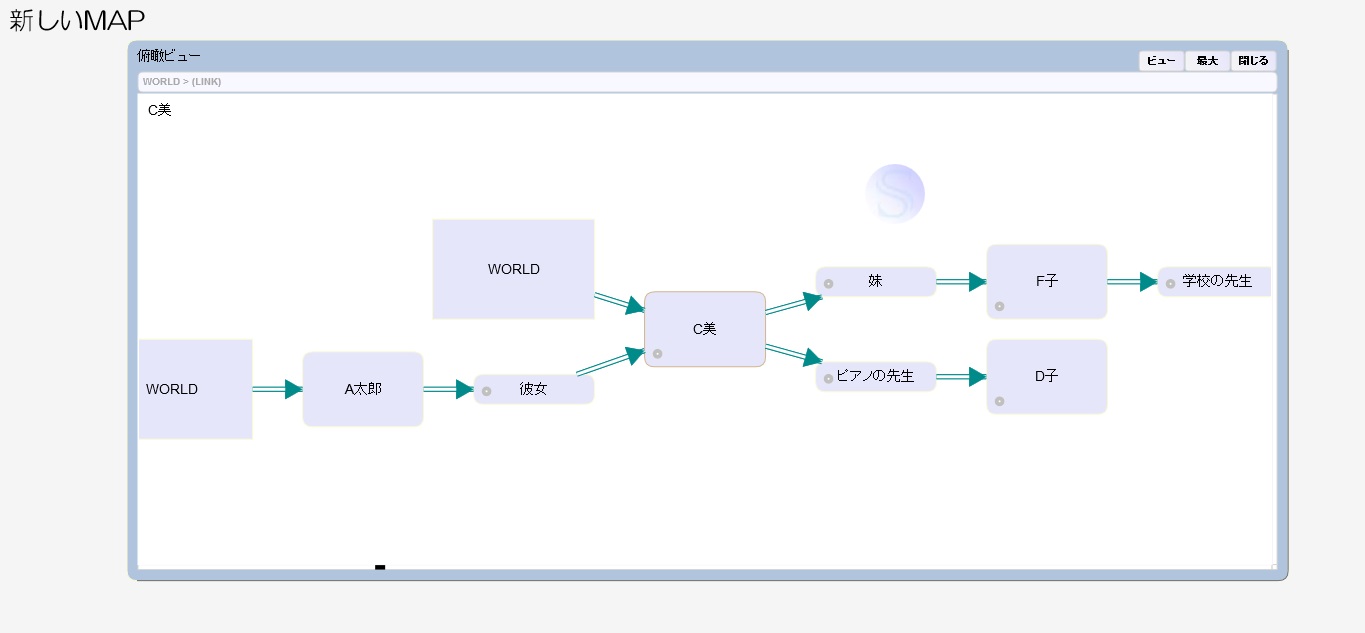 新しいMAP
俯瞰ビュー
ビュー 最大 閉じる
WORLD > (LINK)
C美
WORLD
妹
F子
学校の先生
C美
WORLD
A太郎
彼女
ピアノの先生
D子